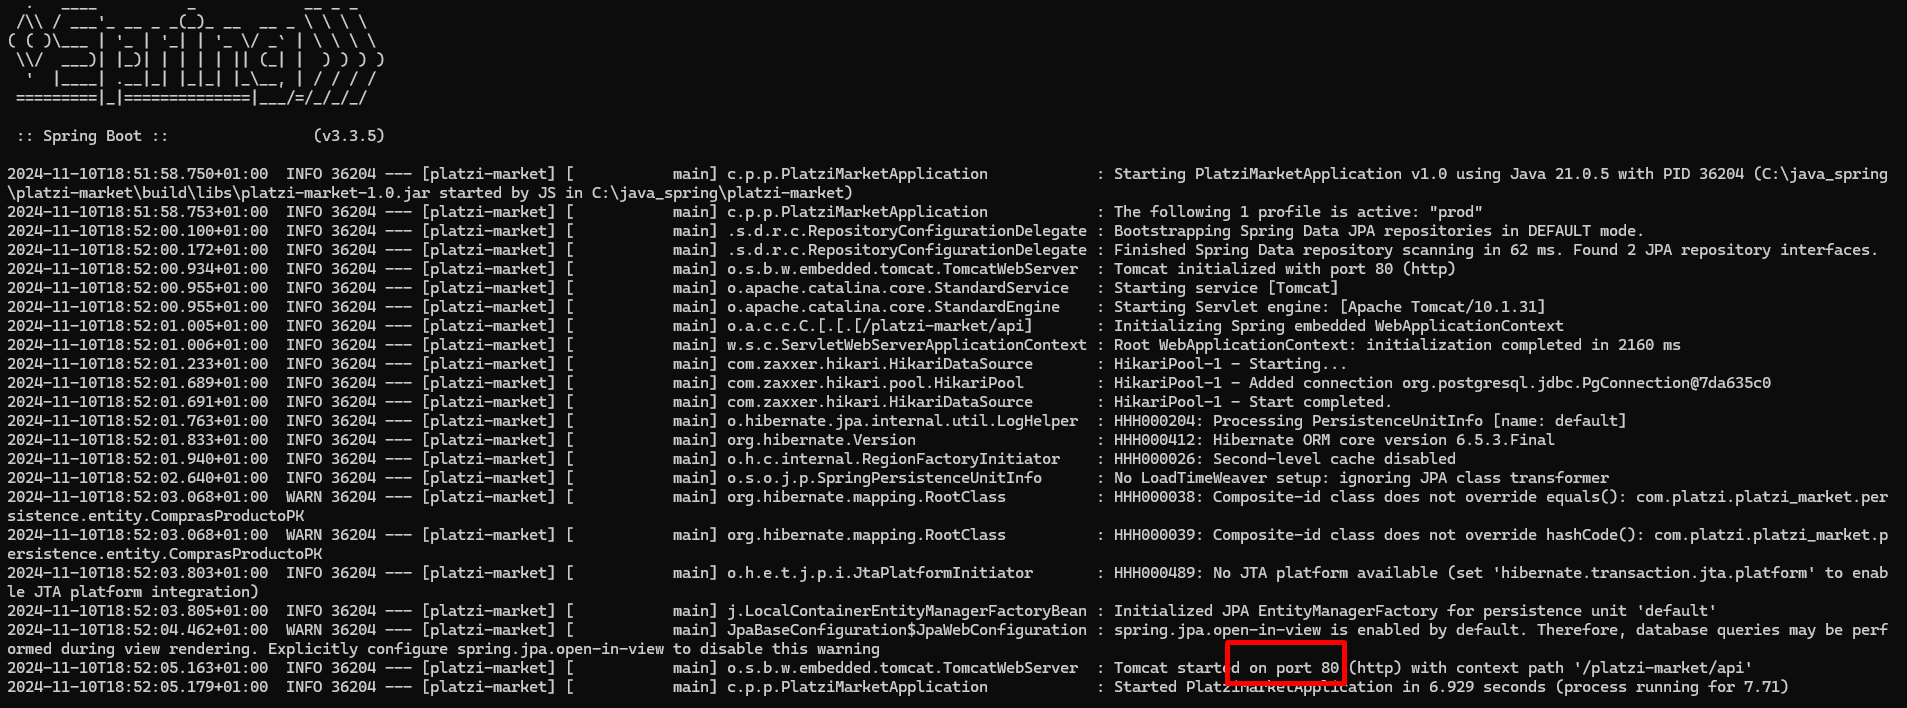 .   ____          _            __ _ _
 /\\ / ___'_ __ _ _(_)_ __  __ _ \ \ \ \
( ( )\___ | '_ | '_| | '_ \/ _` | \ \ \ \
 \\/  ___)| |_)| | | | | || (_| |  ) ) ) )
  '  |____| .__|_| |_|_| |_\__, | / / / /
 =========|_|==============|___/=/_/_/_/
 :: Spring Boot ::                (v3.3.5)
2024-11-10T18:51:58.750+01:00  INFO 36204 --- [platzi-market] [           main] c.p.p.PlatziMarketApplication            : Starting PlatziMarketApplication v1.0 using Java 21.0.5 with PID 36204 (C:\java_spring
\platzi-market\build\libs\platzi-market-1.0.jar started by JS in C:\java_spring\platzi-market)
2024-11-10T18:51:58.753+01:00  INFO 36204 --- [platzi-market] [           main] c.p.p.PlatziMarketApplication            : The following 1 profile is active: "prod"
2024-11-10T18:52:00.100+01:00  INFO 36204 --- [platzi-market] [           main] .s.d.r.c.RepositoryConfigurationDelegate : Bootstrapping Spring Data JPA repositories in DEFAULT mode.
2024-11-10T18:52:00.172+01:00  INFO 36204 --- [platzi-market] [           main] .s.d.r.c.RepositoryConfigurationDelegate : Finished Spring Data repository scanning in 62 ms. Found 2 JPA repository interfaces.
2024-11-10T18:52:00.934+01:00  INFO 36204 --- [platzi-market] [           main] o.s.b.w.embedded.tomcat.TomcatWebServer  : Tomcat initialized with port 80 (http)
2024-11-10T18:52:00.955+01:00  INFO 36204 --- [platzi-market] [           main] o.apache.catalina.core.StandardService   : Starting service [Tomcat]
2024-11-10T18:52:00.955+01:00  INFO 36204 --- [platzi-market] [           main] o.apache.catalina.core.StandardEngine    : Starting Servlet engine: [Apache Tomcat/10.1.31]
2024-11-10T18:52:01.005+01:00  INFO 36204 --- [platzi-market] [           main] o.a.c.c.C.[.[.[/platzi-market/api]       : Initializing Spring embedded WebApplicationContext
2024-11-10T18:52:01.006+01:00  INFO 36204 --- [platzi-market] [           main] w.s.c.ServletWebServerApplicationContext : Root WebApplicationContext: initialization completed in 2160 ms
2024-11-10T18:52:01.233+01:00  INFO 36204 --- [platzi-market] [           main] com.zaxxer.hikari.HikariDataSource       : HikariPool-1 - Starting...
2024-11-10T18:52:01.689+01:00  INFO 36204 --- [platzi-market] [           main] com.zaxxer.hikari.pool.HikariPool        : HikariPool-1 - Added connection org.postgresql.jdbc.PgConnection@7da635c0
2024-11-10T18:52:01.691+01:00  INFO 36204 --- [platzi-market] [           main] com.zaxxer.hikari.HikariDataSource       : HikariPool-1 - Start completed.
2024-11-10T18:52:01.763+01:00  INFO 36204 --- [platzi-market] [           main] o.hibernate.jpa.internal.util.LogHelper  : HHH000204: Processing PersistenceUnitInfo [name: default]
2024-11-10T18:52:01.833+01:00  INFO 36204 --- [platzi-market] [           main] org.hibernate.Version                    : HHH000412: Hibernate ORM core version 6.5.3.Final
2024-11-10T18:52:01.940+01:00  INFO 36204 --- [platzi-market] [           main] o.h.c.internal.RegionFactoryInitiator    : HHH000026: Second-level cache disabled
2024-11-10T18:52:02.640+01:00  INFO 36204 --- [platzi-market] [           main] o.s.o.j.p.SpringPersistenceUnitInfo      : No LoadTimeWeaver setup: ignoring JPA class transformer
2024-11-10T18:52:03.068+01:00  WARN 36204 --- [platzi-market] [           main] org.hibernate.mapping.RootClass          : HHH000038: Composite-id class does not override equals(): com.platzi.platzi_market.per
sistence.entity.ComprasProductoPK
2024-11-10T18:52:03.068+01:00  WARN 36204 --- [platzi-market] [           main] org.hibernate.mapping.RootClass          : HHH000039: Composite-id class does not override hashCode(): com.platzi.platzi_market.p
ersistence.entity.ComprasProductoPK
2024-11-10T18:52:03.803+01:00  INFO 36204 --- [platzi-market] [           main] o.h.e.t.j.p.i.JtaPlatformInitiator       : HHH000489: No JTA platform available (set 'hibernate.transaction.jta.platform' to enab
le JTA platform integration)
2024-11-10T18:52:03.805+01:00  INFO 36204 --- [platzi-market] [           main] j.LocalContainerEntityManagerFactoryBean : Initialized JPA EntityManagerFactory for persistence unit 'default'
2024-11-10T18:52:04.462+01:00  WARN 36204 --- [platzi-market] [           main] JpaBaseConfiguration$JpaWebConfiguration : spring.jpa.open-in-view is enabled by default. Therefore, database queries may be perf
ormed during view rendering. Explicitly configure spring.jpa.open-in-view to disable this warning
2024-11-10T18:52:05.163+01:00  INFO 36204 --- [platzi-market] [           main] o.s.b.w.embedded.tomcat.TomcatWebServer  : Tomcat started on port 80 (http) with context path '/platzi-market/api'
2024-11-10T18:52:05.179+01:00  INFO 36204 --- [platzi-market] [           main] c.p.p.PlatziMarketApplication            : Started PlatziMarketApplication in 6.929 seconds (process running for 7.71)